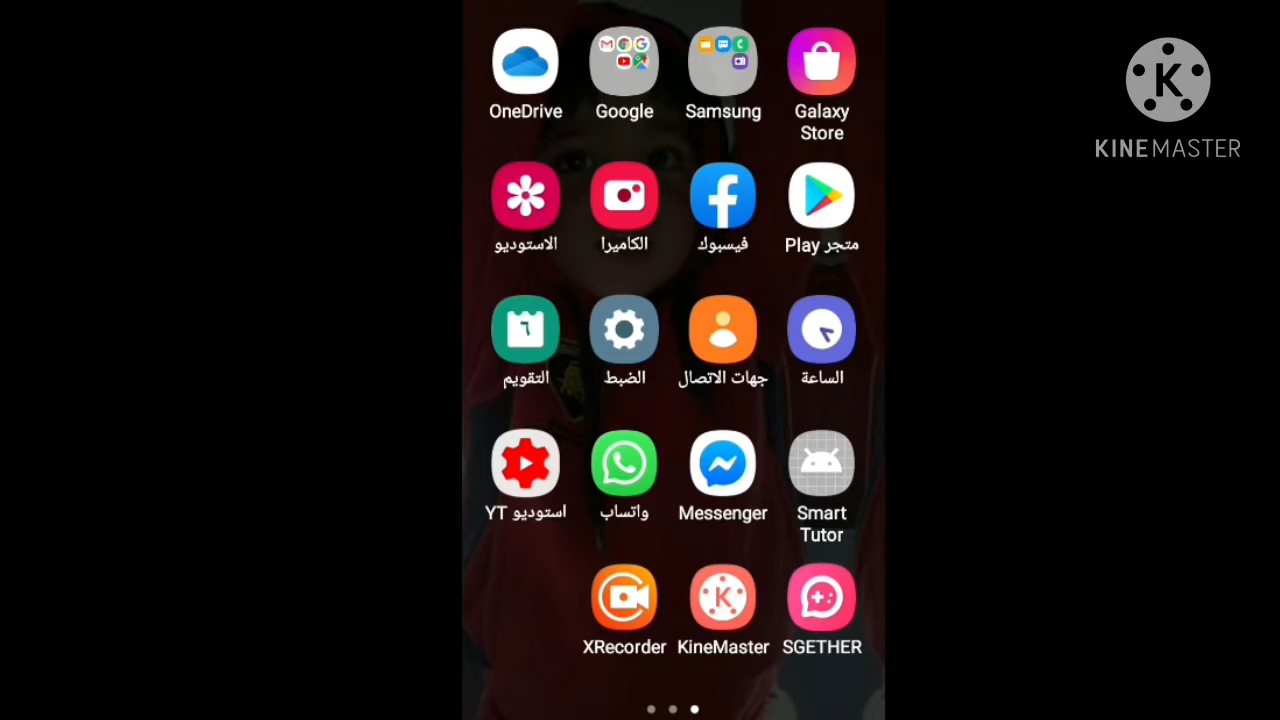 OneDrive
Google
Samsung
Galaxy
Store
K
KINEMASTER
الاستوديو
الكاميرا
فيسبوك
متجر Play
٦
التقويم
الضبط
جهات الاتصال
الساعة
استوديو YT
واتساب
Messenger
Smart
Tutor
K
XRecorder
KineMaster
SGETHER